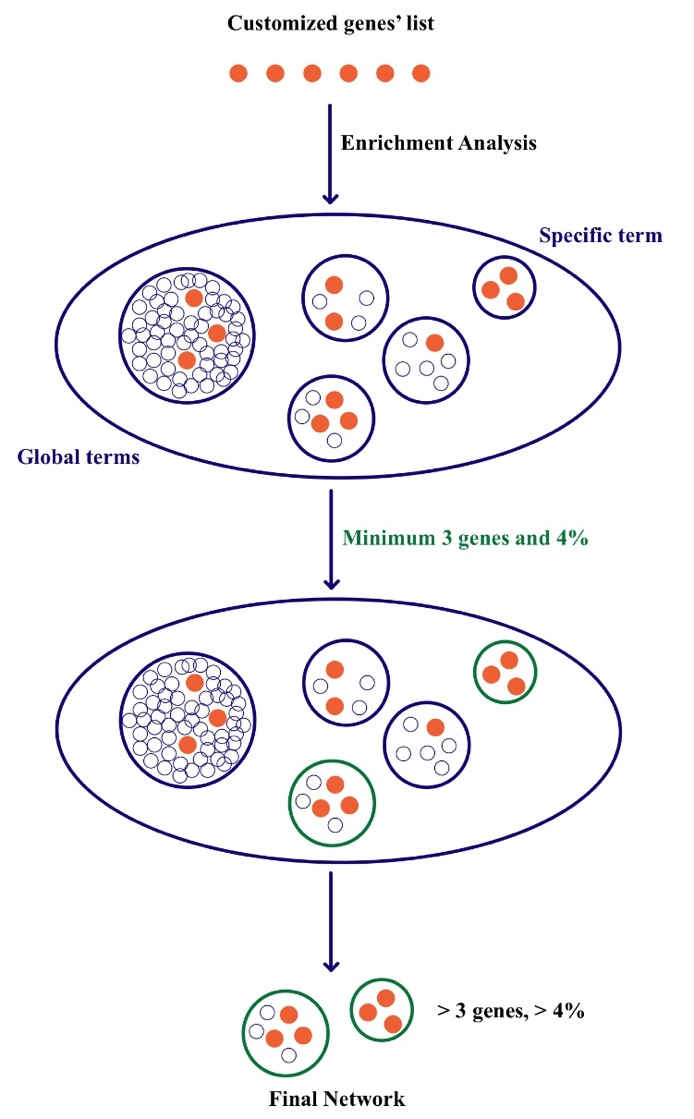 Customized genes’ list
Enrichment Analysis
Specific term
Global terms
Minimum 3 genes and 4%
> 3 genes, > 4%
Final Network